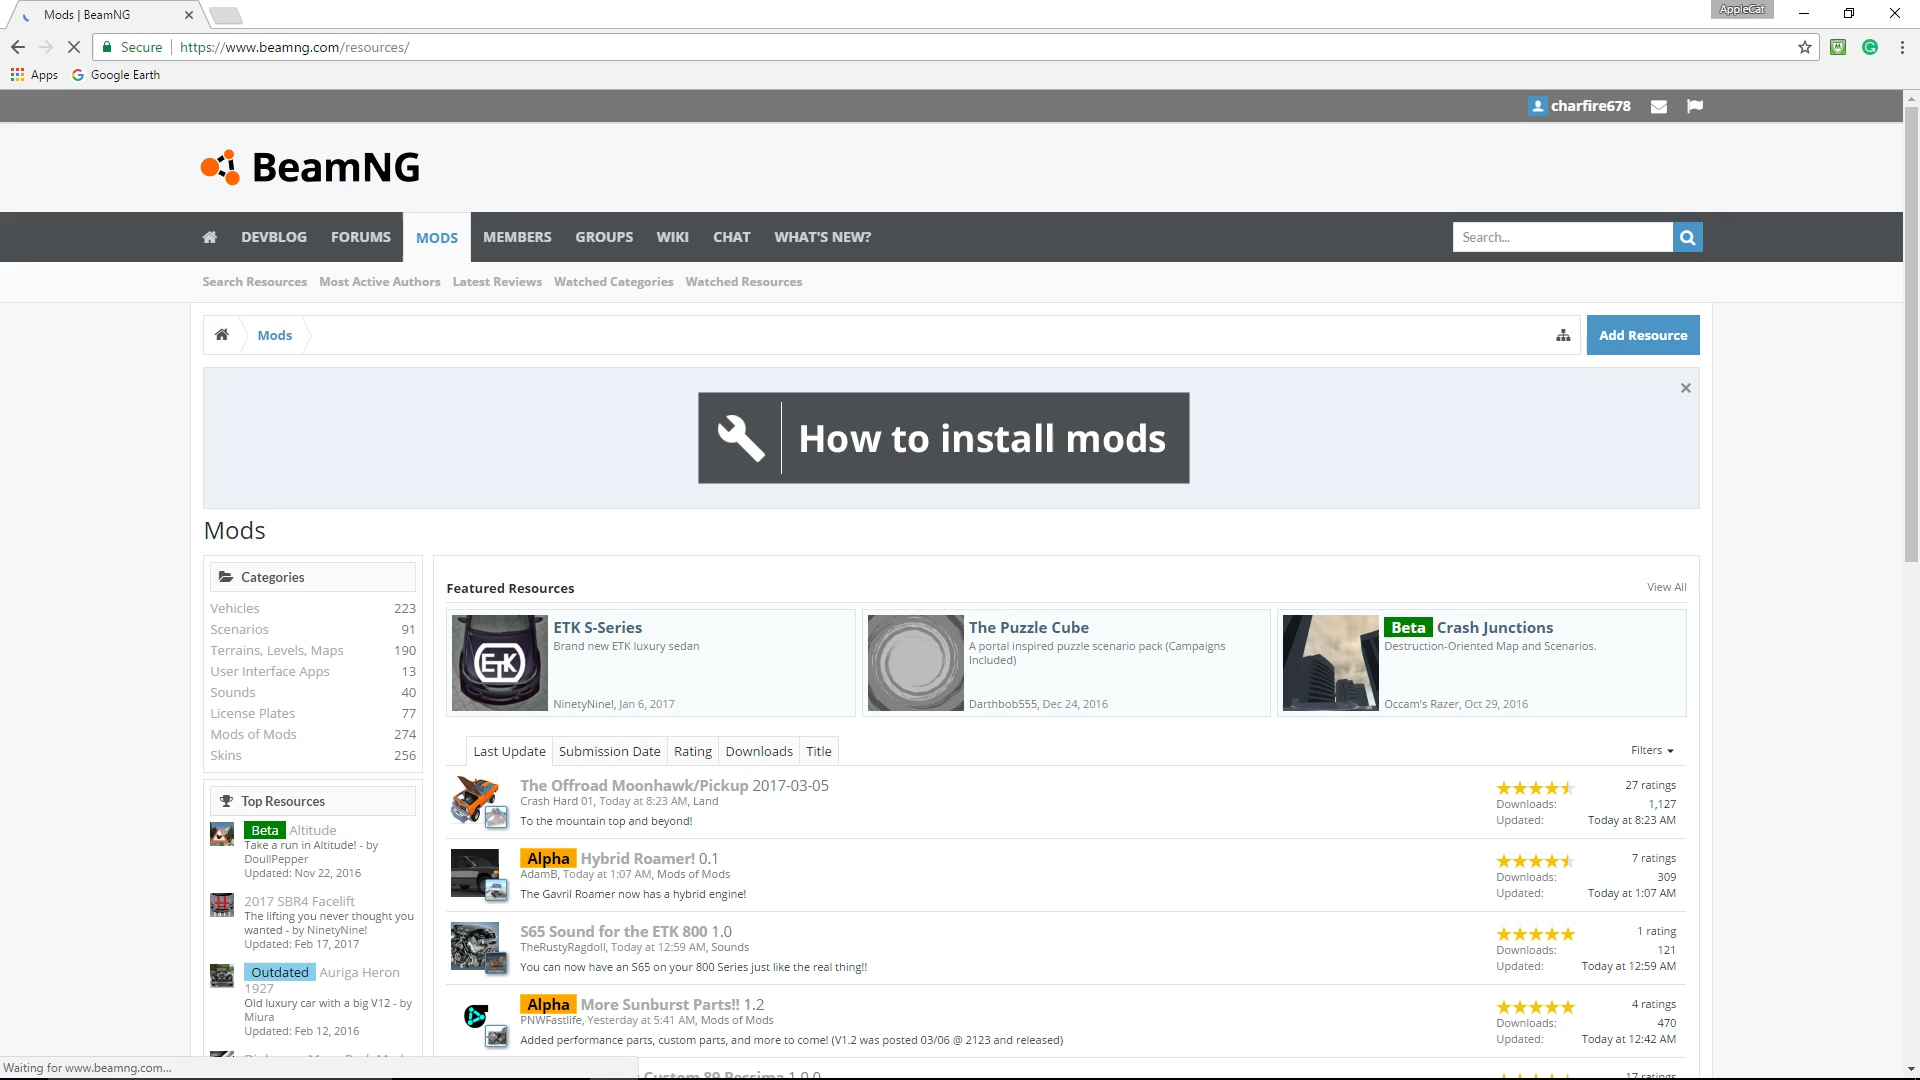 Mods | BeamNG
AppleCat
Secure
https://www.beamng.com/resources/
Apps
Google Earth
charfire678
BeamNG
DEVBLOG
FORUMS
MODS
MEMBERS
GROUPS
WIKI
CHAT
WHAT'S NEW?
Search...
Search Resources
Most Active Authors
Latest Reviews
Watched Categories
Watched Resources
Mods
Add Resource
How to install mods
Mods
Categories
Vehicles 223
Scenarios 91
Terrains, Levels, Maps 190
User Interface Apps 13
Sounds 40
License Plates 77
Mods of Mods 274
Skins 256
Top Resources
Beta Altitude
Take a run in Altitude! - by
DoullPepper
Updated: Nov 22, 2016
2017 SBR4 Facelift
The lifting you never thought you
wanted - by NinetyNine!
Updated: Feb 17, 2017
Outdated Auriga Heron
1927
Old luxury car with a big V12 - by
Miura
Updated: Feb 12, 2016
Featured Resources
View All
ETK
ETK S-Series
Brand new ETK luxury sedan
NinetyNine!, Jan 6, 2017
The Puzzle Cube
A portal inspired puzzle scenario pack (Campaigns
Included)
Darthbob555, Dec 24, 2016
Beta Crash Junctions
Destruction-Oriented Map and Scenarios.
Occam's Razor, Oct 29, 2016
Last Update
Submission Date
Rating
Downloads
Title
Filters
The Offroad Moonhawk/Pickup 2017-03-05
Crash Hard 01, Today at 8:23 AM, Land
To the mountain top and beyond!
27 ratings
Downloads: 1,127
Updated: Today at 8:23 AM
Alpha Hybrid Roamer! 0.1
AdamB, Today at 1:07 AM, Mods of Mods
The Gavril Roamer now has a hybrid engine!
7 ratings
Downloads: 309
Updated: Today at 1:07 AM
S65 Sound for the ETK 800 1.0
TheRustyRagdoll, Today at 12:59 AM, Sounds
You can now have an S65 on your 800 Series just like the real thing!!
1 rating
Downloads: 121
Updated: Today at 12:59 AM
Alpha More Sunburst Parts!! 1.2
PNWFastlife, Yesterday at 5:41 AM, Mods of Mods
Added performance parts, custom parts, and more to come! (V1.2 was posted 03/06 @ 2123 and released)
4 ratings
Downloads: 470
Updated: Today at 12:42 AM
Custom 89 Pessima 1.0.0
17 ratings
Waiting for www.beamng.com...